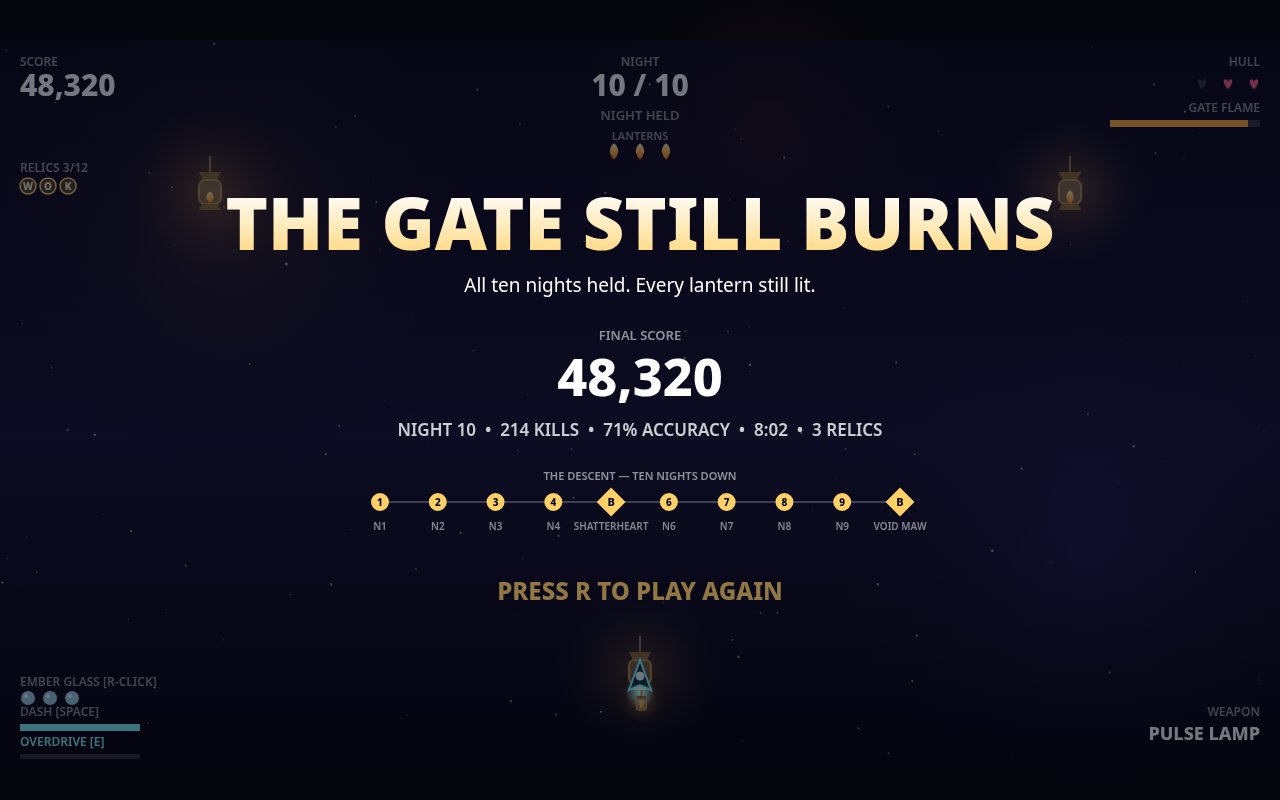 SCORE
48,320
NIGHT
10 / 10
NIGHT HELD
LANTERNS
HULL
GATE FLAME
RELICS 3/12
W O K
THE GATE STILL BURNS
All ten nights held. Every lantern still lit.
FINAL SCORE
48,320
NIGHT 10 • 214 KILLS • 71% ACCURACY • 8:02 • 3 RELICS
THE DESCENT — TEN NIGHTS DOWN
1 2 3 4 B 6 7 8 9 B
N1 N2 N3 N4 SHATTERHEART N6 N7 N8 N9 VOID MAW
PRESS R TO PLAY AGAIN
EMBER GLASS [R-CLICK]
DASH [SPACE]
OVERDRIVE [E]
WEAPON
PULSE LAMP